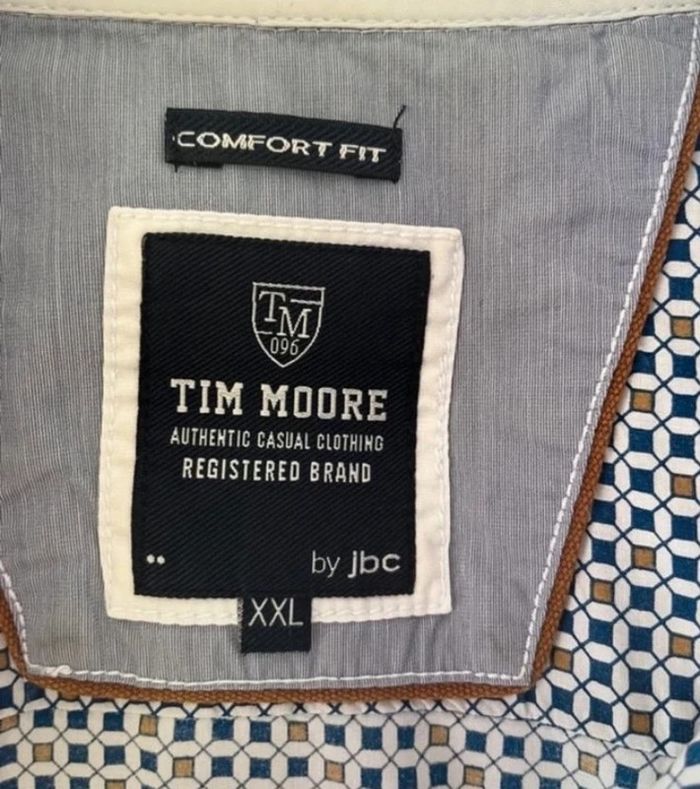 COMFORT FIT
TM
096
TIM MOORE
AUTHENTIC CASUAL CLOTHING
REGISTERED BRAND
by jbc
XXL